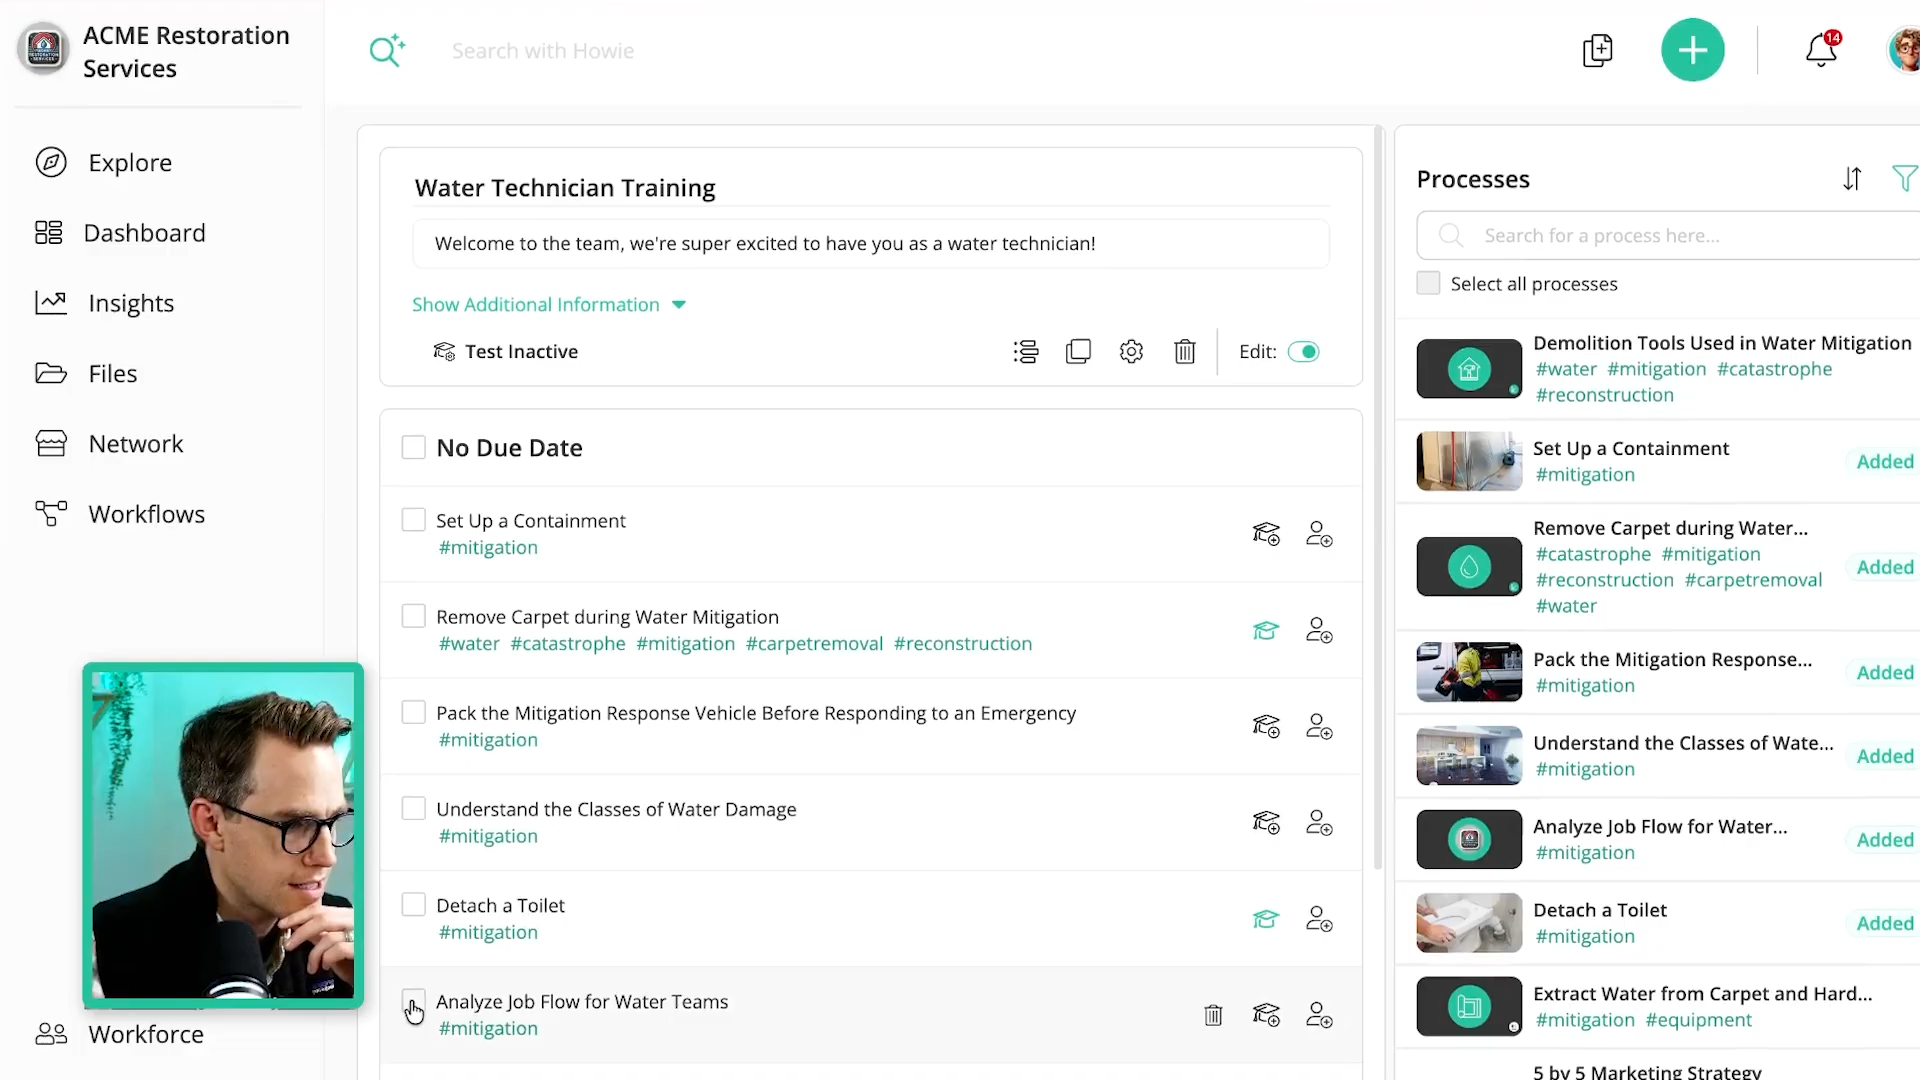 ACME Restoration
Services
Search with Howie
14
Explore
Dashboard
Insights
Files
Network
Workflows
Workforce
Water Technician Training
Welcome to the team, we're super excited to have you as a water technician!
Show Additional Information
Test Inactive
Edit:
No Due Date
Set Up a Containment
#mitigation
Remove Carpet during Water Mitigation
#water #catastrophe #mitigation #carpetremoval #reconstruction
Pack the Mitigation Response Vehicle Before Responding to an Emergency
#mitigation
Understand the Classes of Water Damage
#mitigation
Detach a Toilet
#mitigation
Analyze Job Flow for Water Teams
#mitigation
Processes
Search for a process here...
Select all processes
Demolition Tools Used in Water Mitigation
#water #mitigation #catastrophe
#reconstruction
Set Up a Containment
#mitigation
Added
Remove Carpet during Water...
#catastrophe #mitigation
#reconstruction #carpetremoval
#water
Added
Pack the Mitigation Response...
#mitigation
Added
Understand the Classes of Wate...
#mitigation
Added
Analyze Job Flow for Water...
#mitigation
Added
Detach a Toilet
#mitigation
Added
Extract Water from Carpet and Hard...
#mitigation #equipment
5 by 5 Marketing Strategy